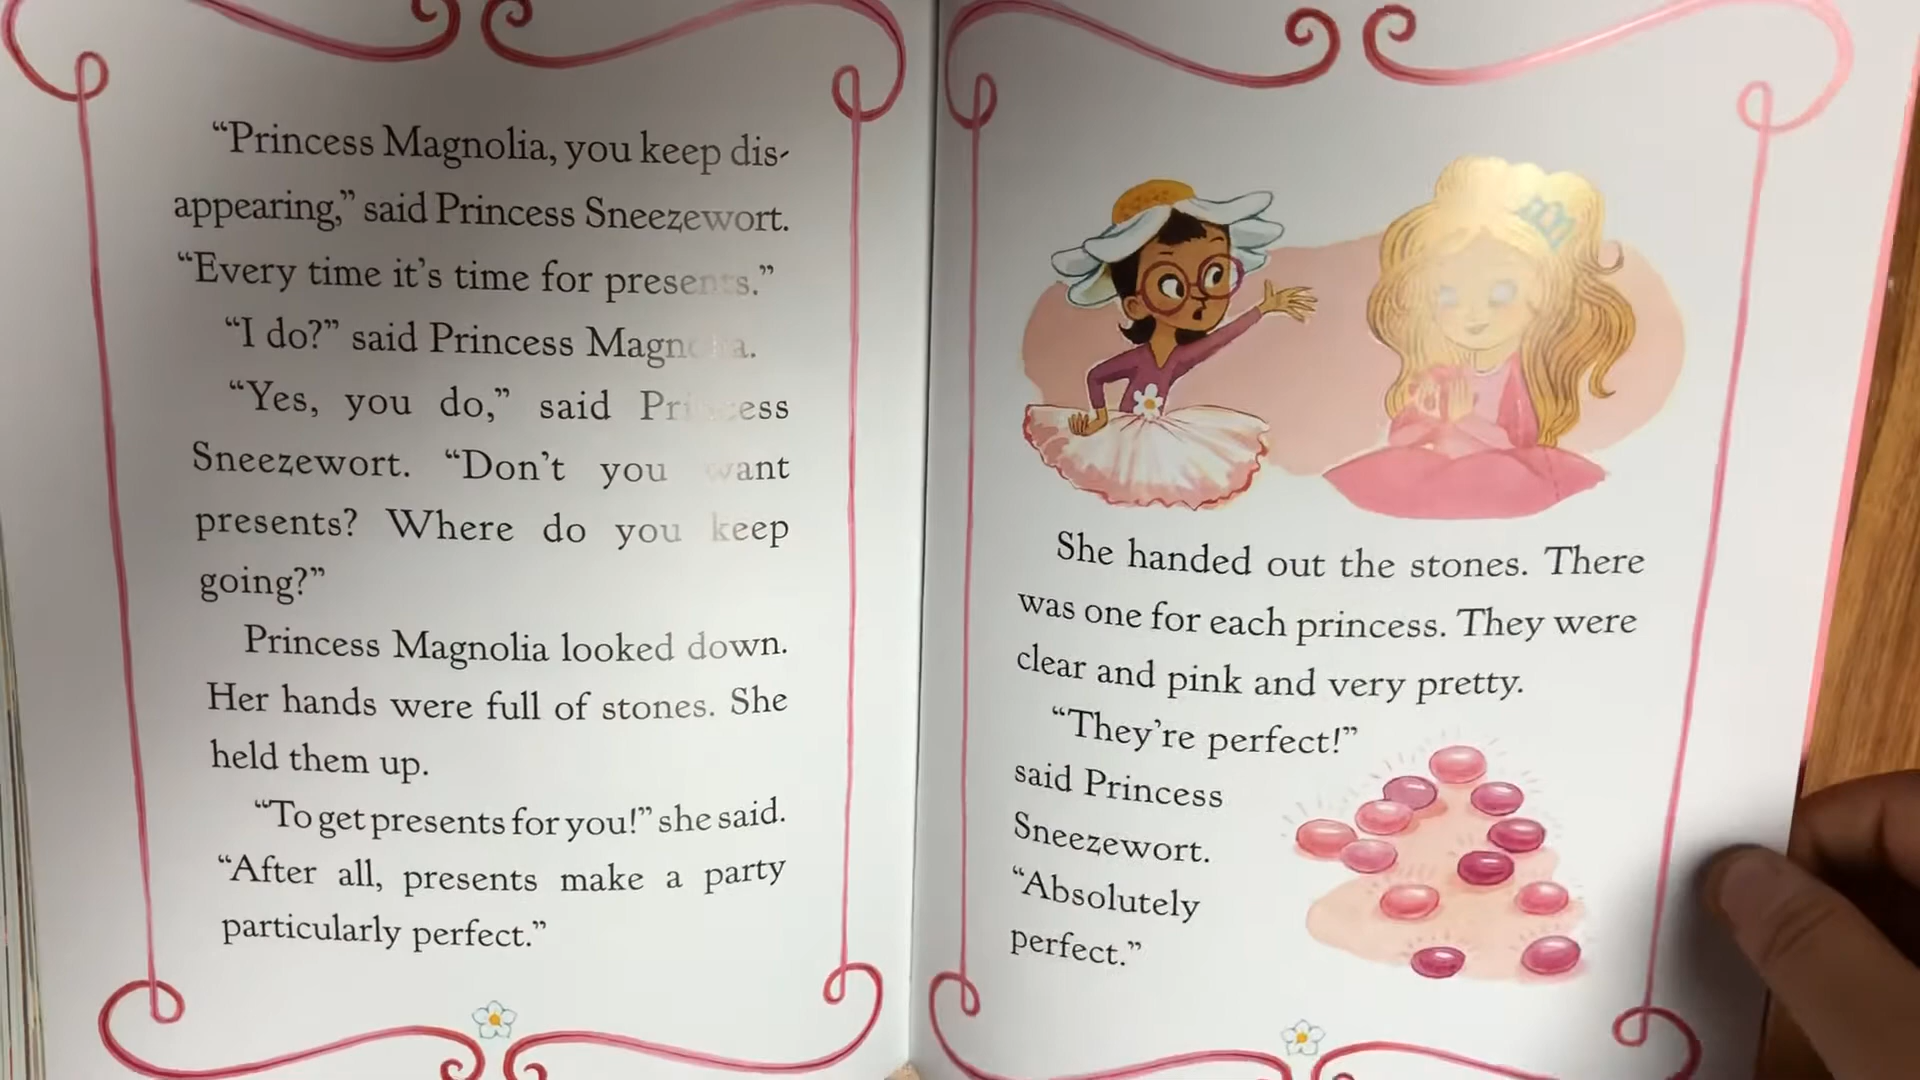 “Princess Magnolia, you keep dis-
appearing,” said Princess Sneezewort.
“Every time it’s time for presents.”
“I do?” said Princess Magnolia.
“Yes, you do,” said Princess
Sneezewort. “Don’t you want
presents? Where do you keep
going?”
Princess Magnolia looked down.
Her hands were full of stones. She
held them up.
“To get presents for you!” she said.
“After all, presents make a party
particularly perfect.”
She handed out the stones. There
was one for each princess. They were
clear and pink and very pretty.
“They’re perfect!”
said Princess
Sneezewort.
“Absolutely
perfect.”